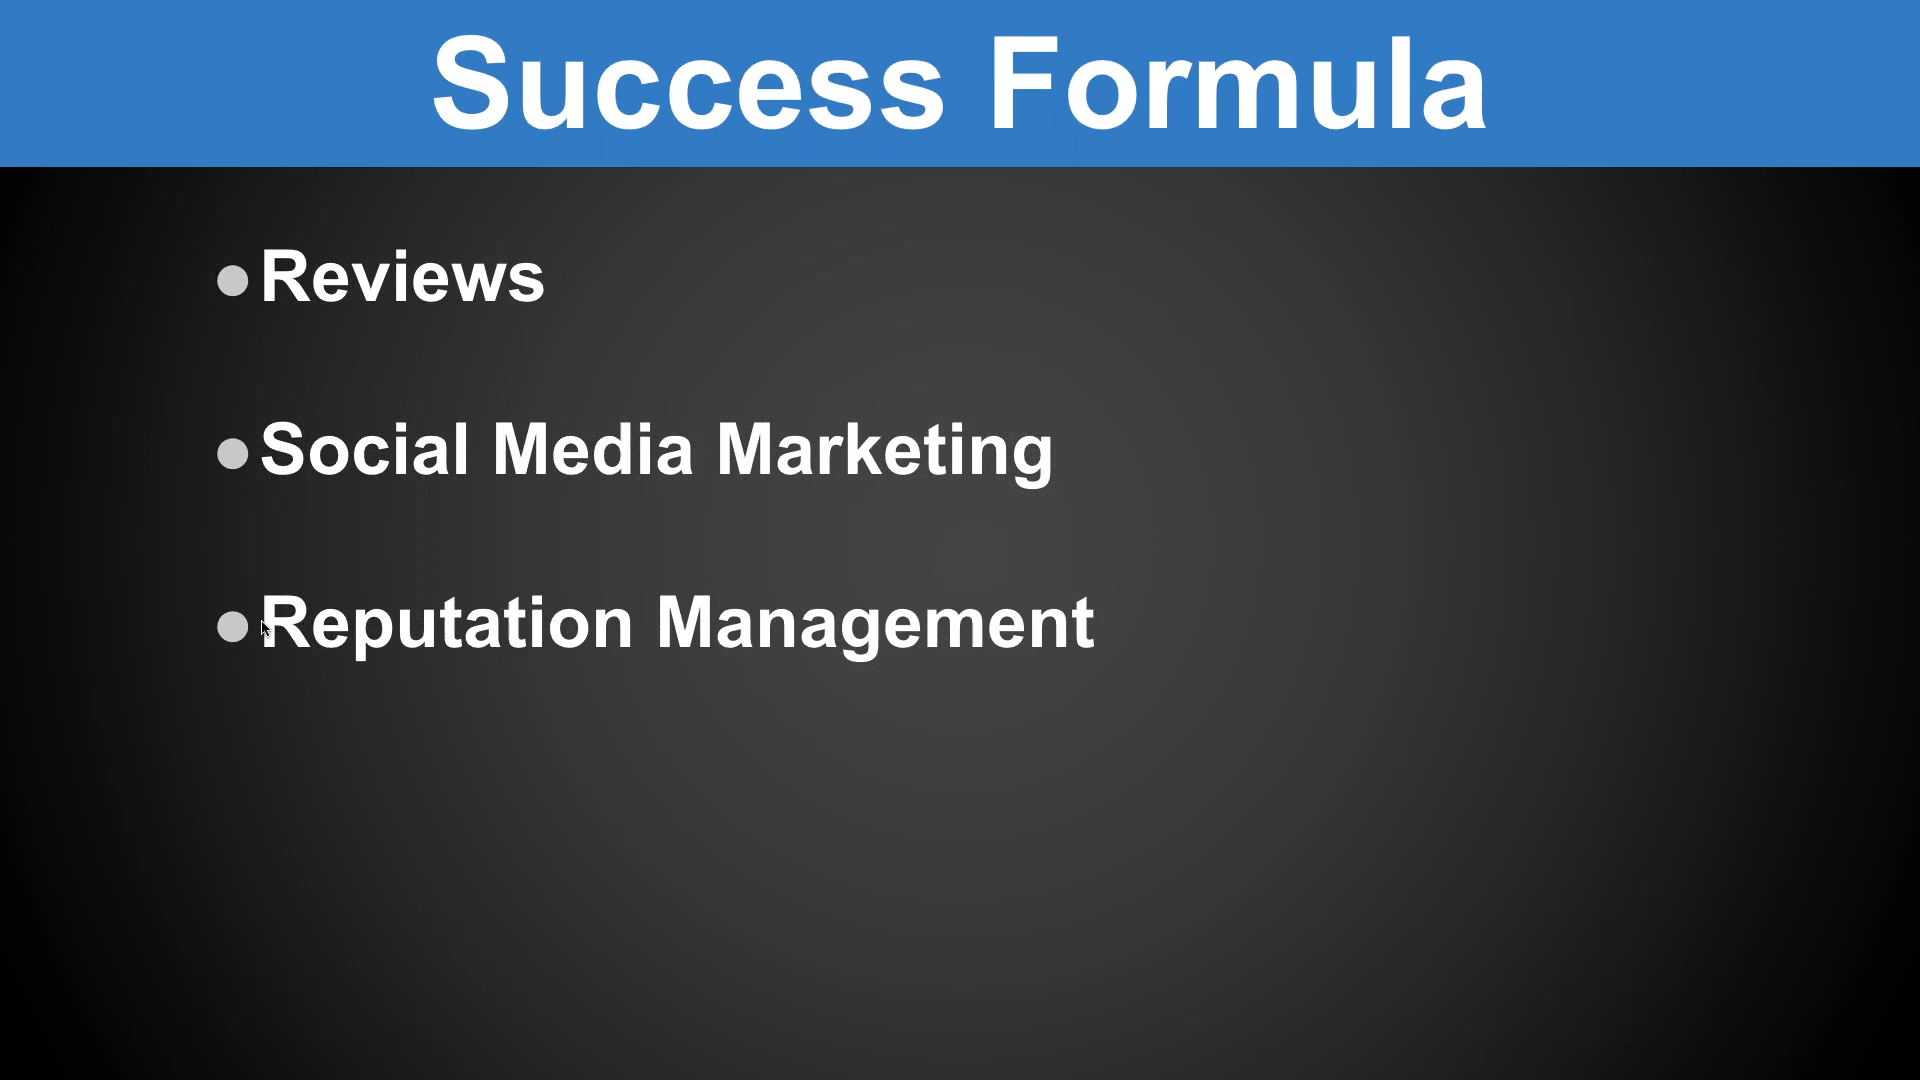 Success Formula
Reviews
Social Media Marketing
Reputation Management